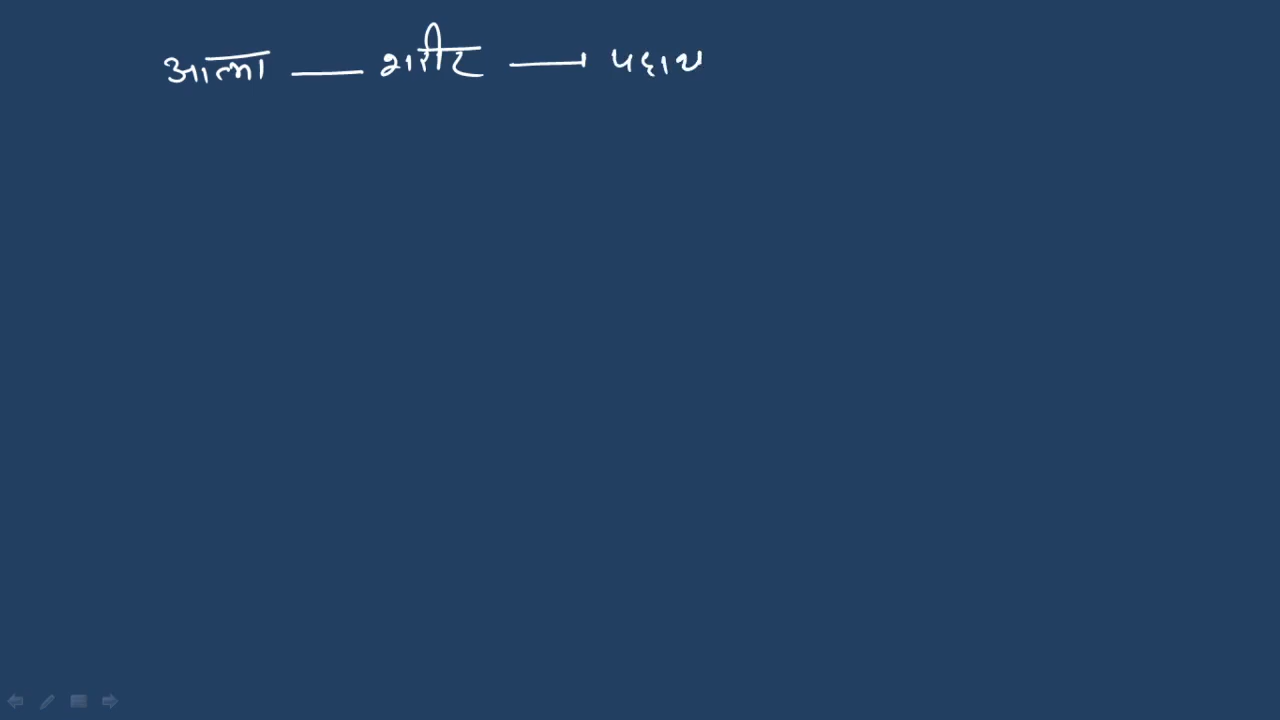 आत्मा — शरीर — पदाथ